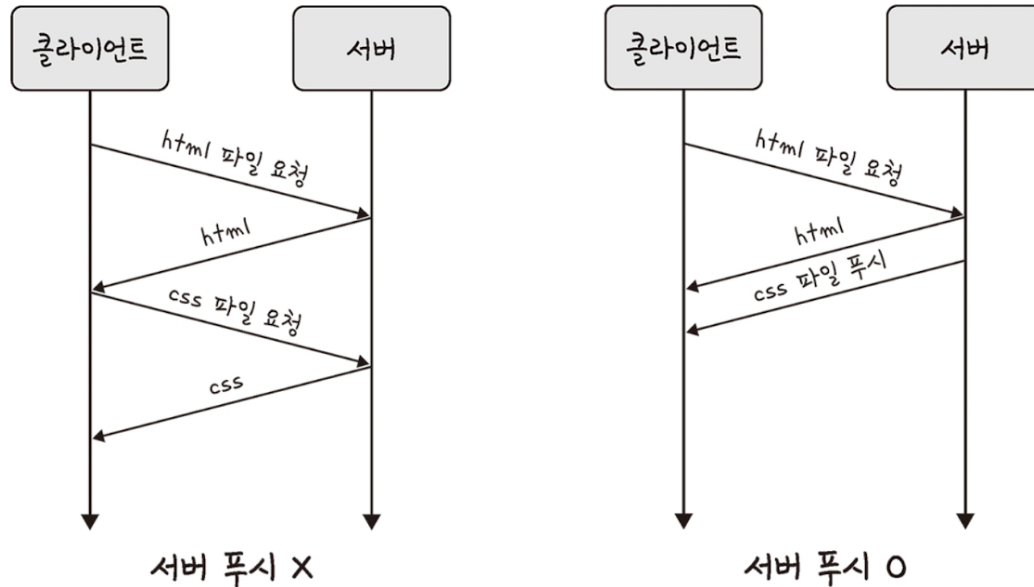 클라이언트
서버
html 파일 요청
html
css 파일 요청
css
서버 푸시 X
클라이언트
서버
html 파일 요청
html
css 파일 푸시
서버 푸시 O